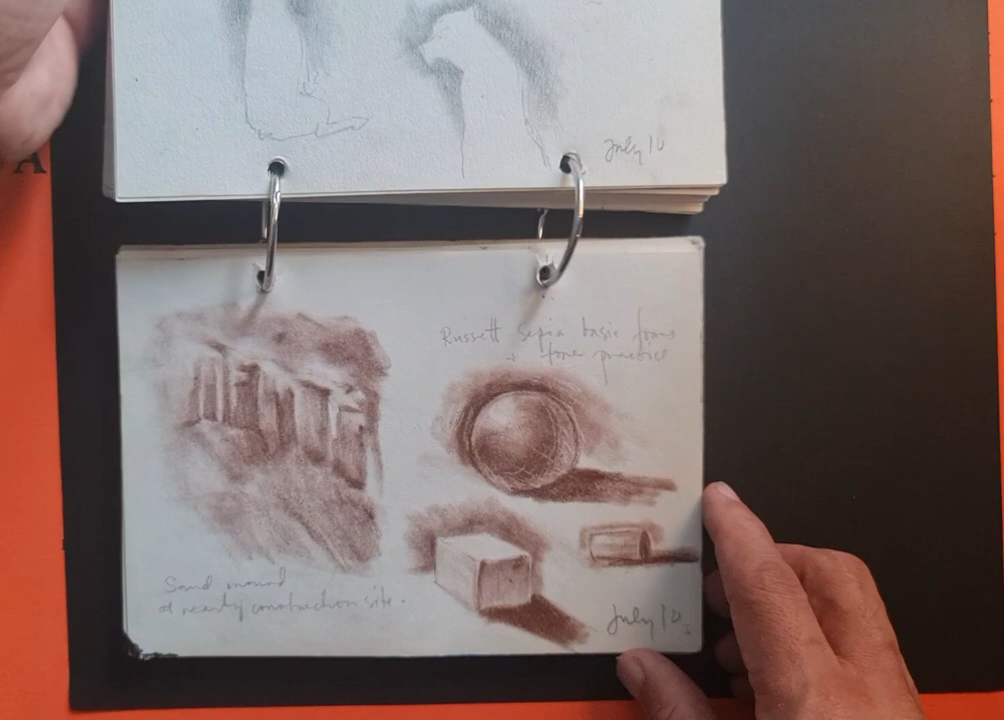 A
July 10
Russett Sepia basic forms
+ tone practice
Sand mound
at nearby construction site.
July 10